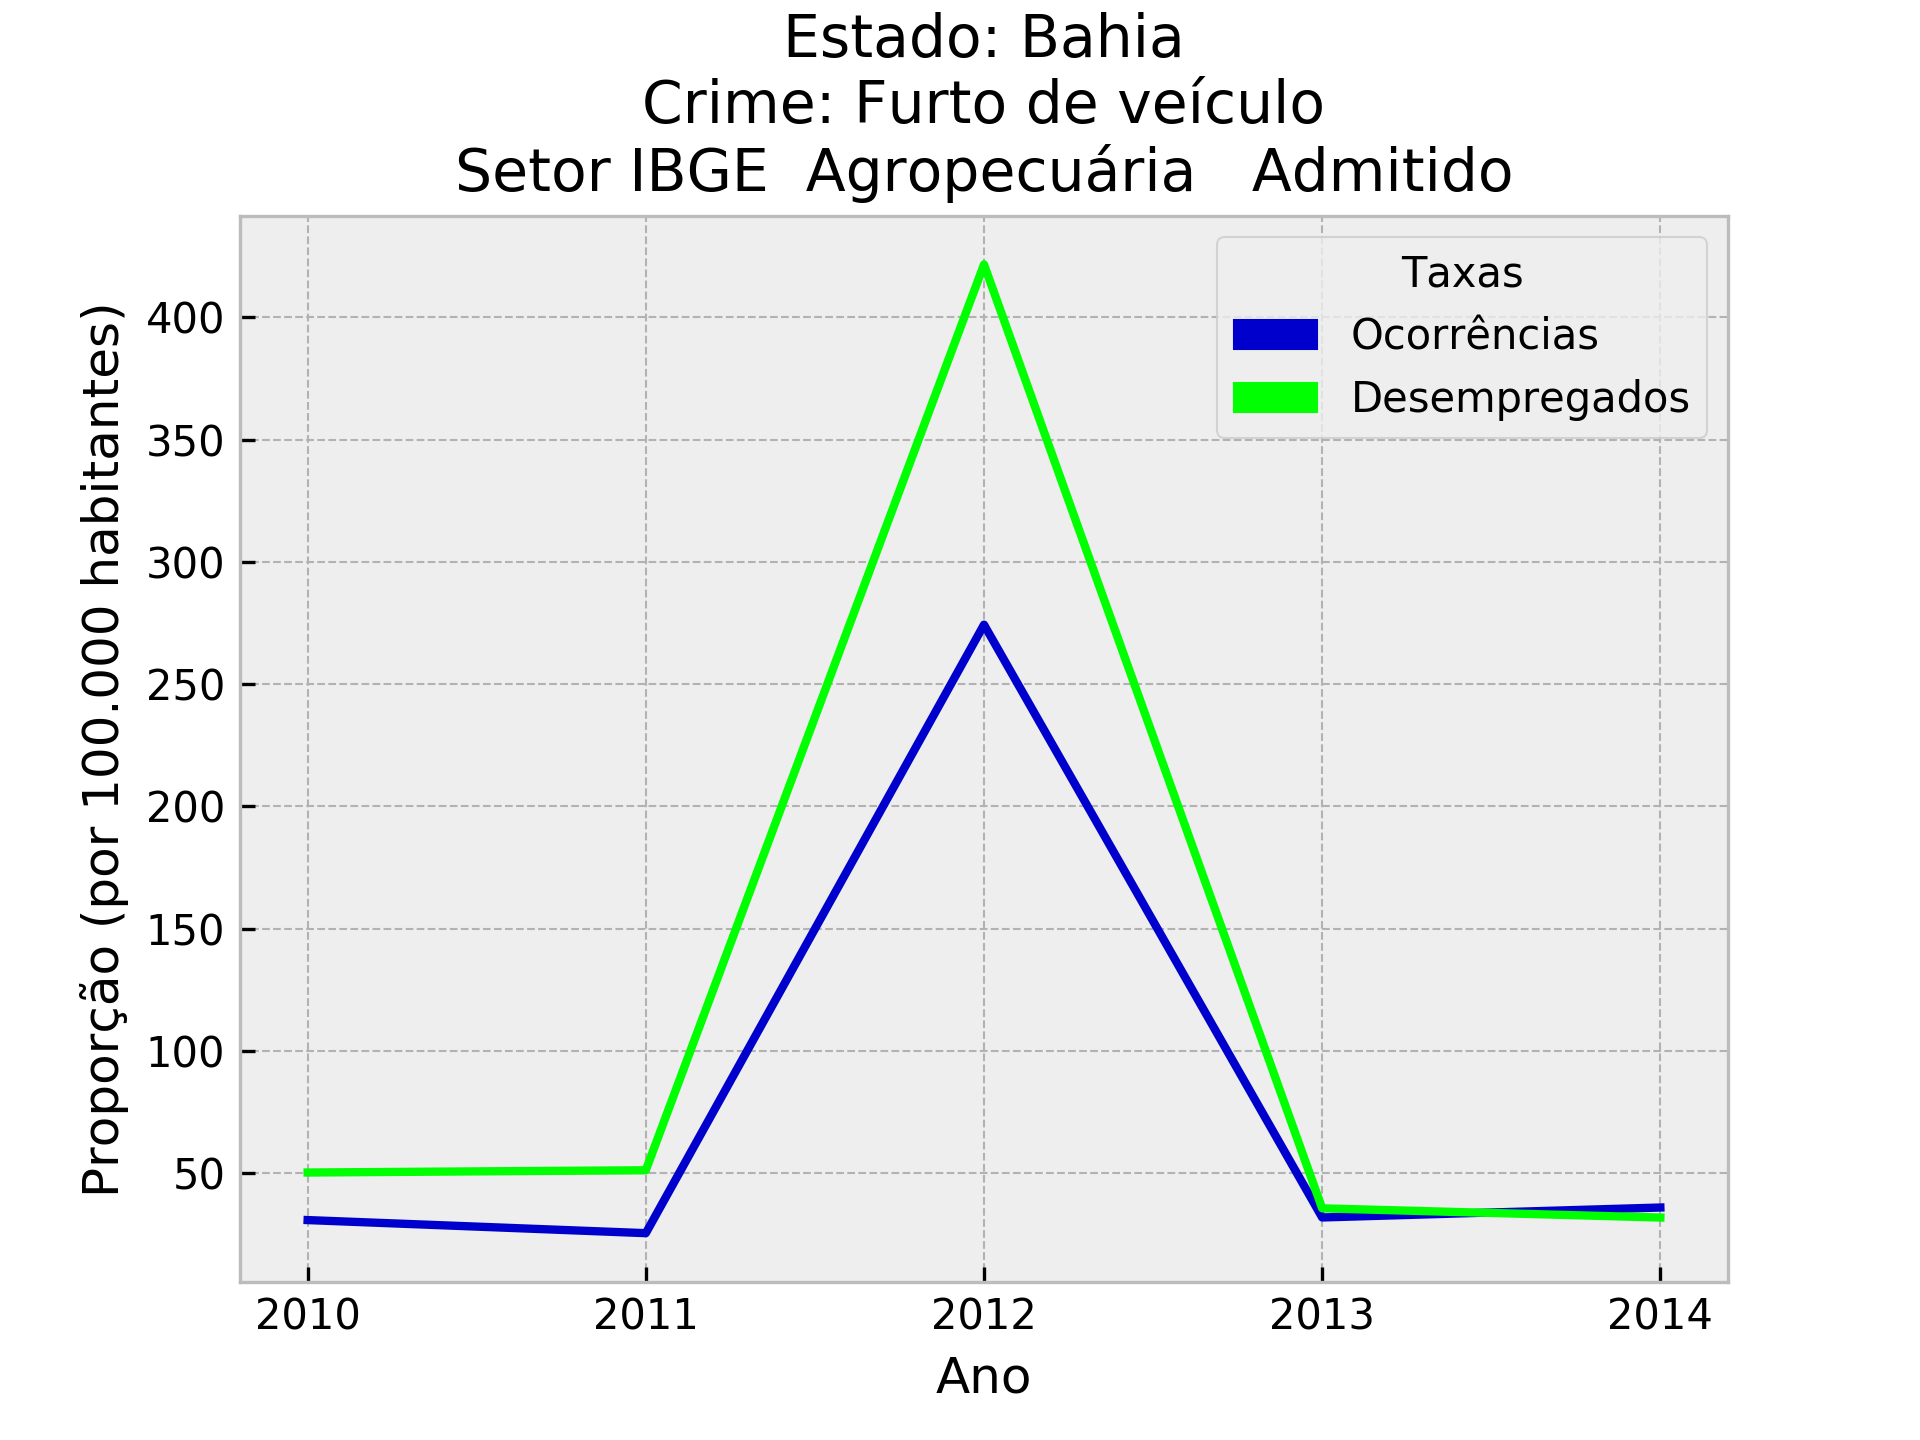 Estado: Bahia
Crime: Furto de veículo
Setor IBGE  Agropecuária   Admitido
Taxas
Ocorrências
Desempregados
Proporção (por 100.000 habitantes)
400
350
300
250
200
150
100
50
2010 2011 2012 2013 2014
Ano